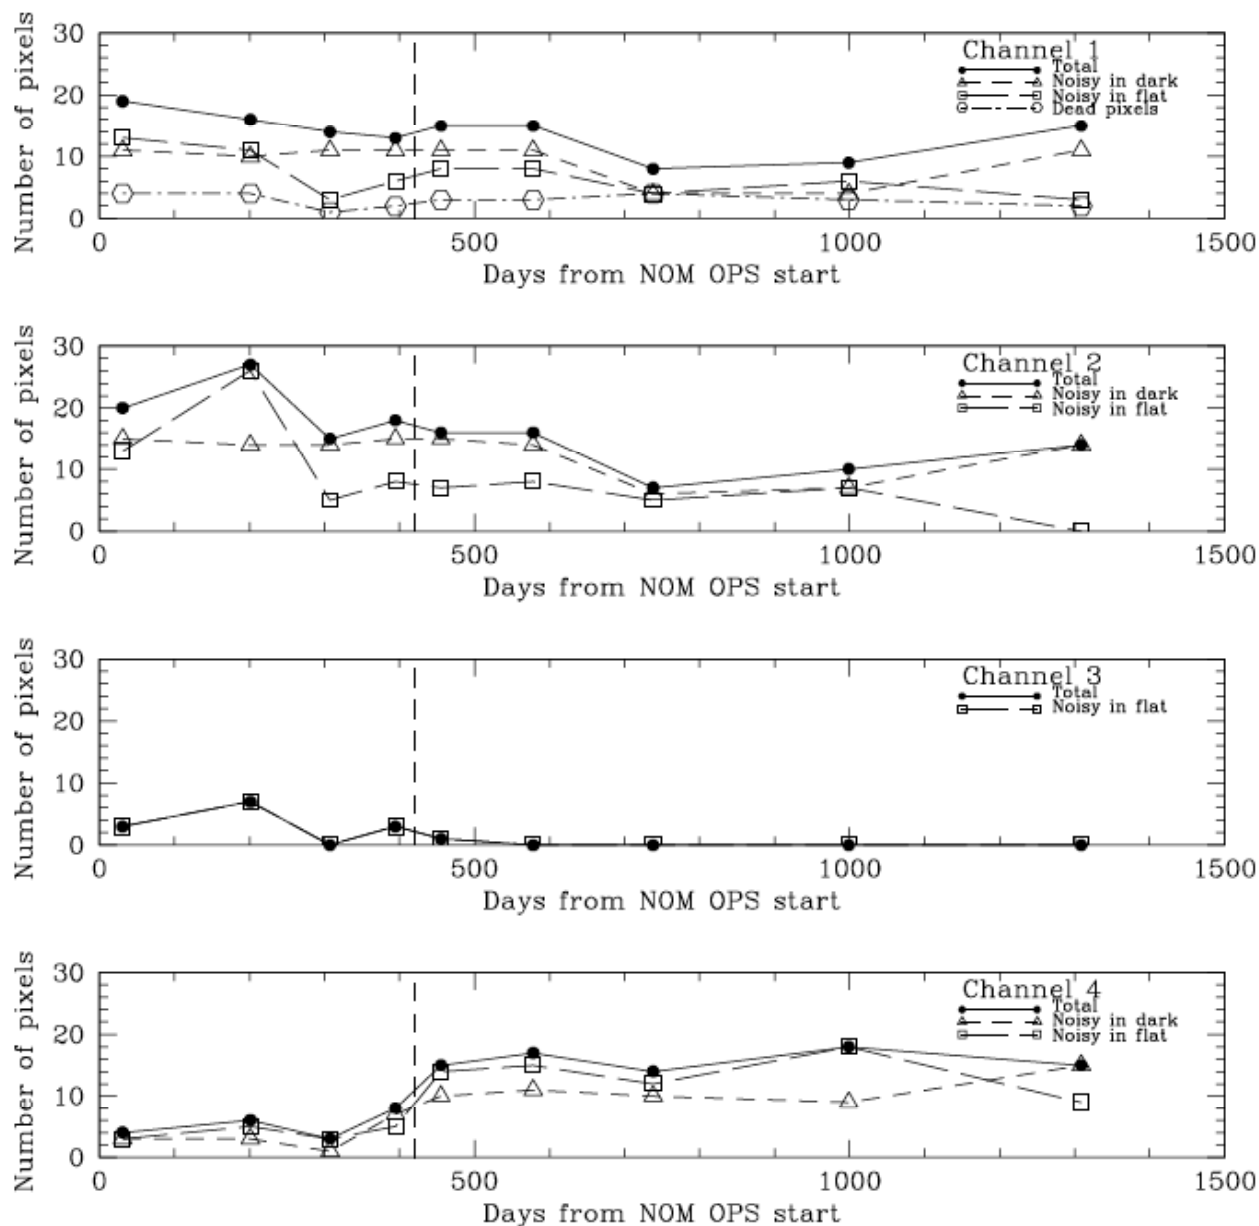 30
20
10
0
Number of pixels
Channel 1
Total
Noisy in dark
Noisy in flat
Dead pixels
0 500 1000 1500
Days from NOM OPS start
30
20
10
0
Number of pixels
Channel 2
Total
Noisy in dark
Noisy in flat
0 500 1000 1500
Days from NOM OPS start
30
20
10
0
Number of pixels
Channel 3
Total
Noisy in flat
0 500 1000 1500
Days from NOM OPS start
30
20
10
0
Number of pixels
Channel 4
Total
Noisy in dark
Noisy in flat
0 500 1000 1500
Days from NOM OPS start